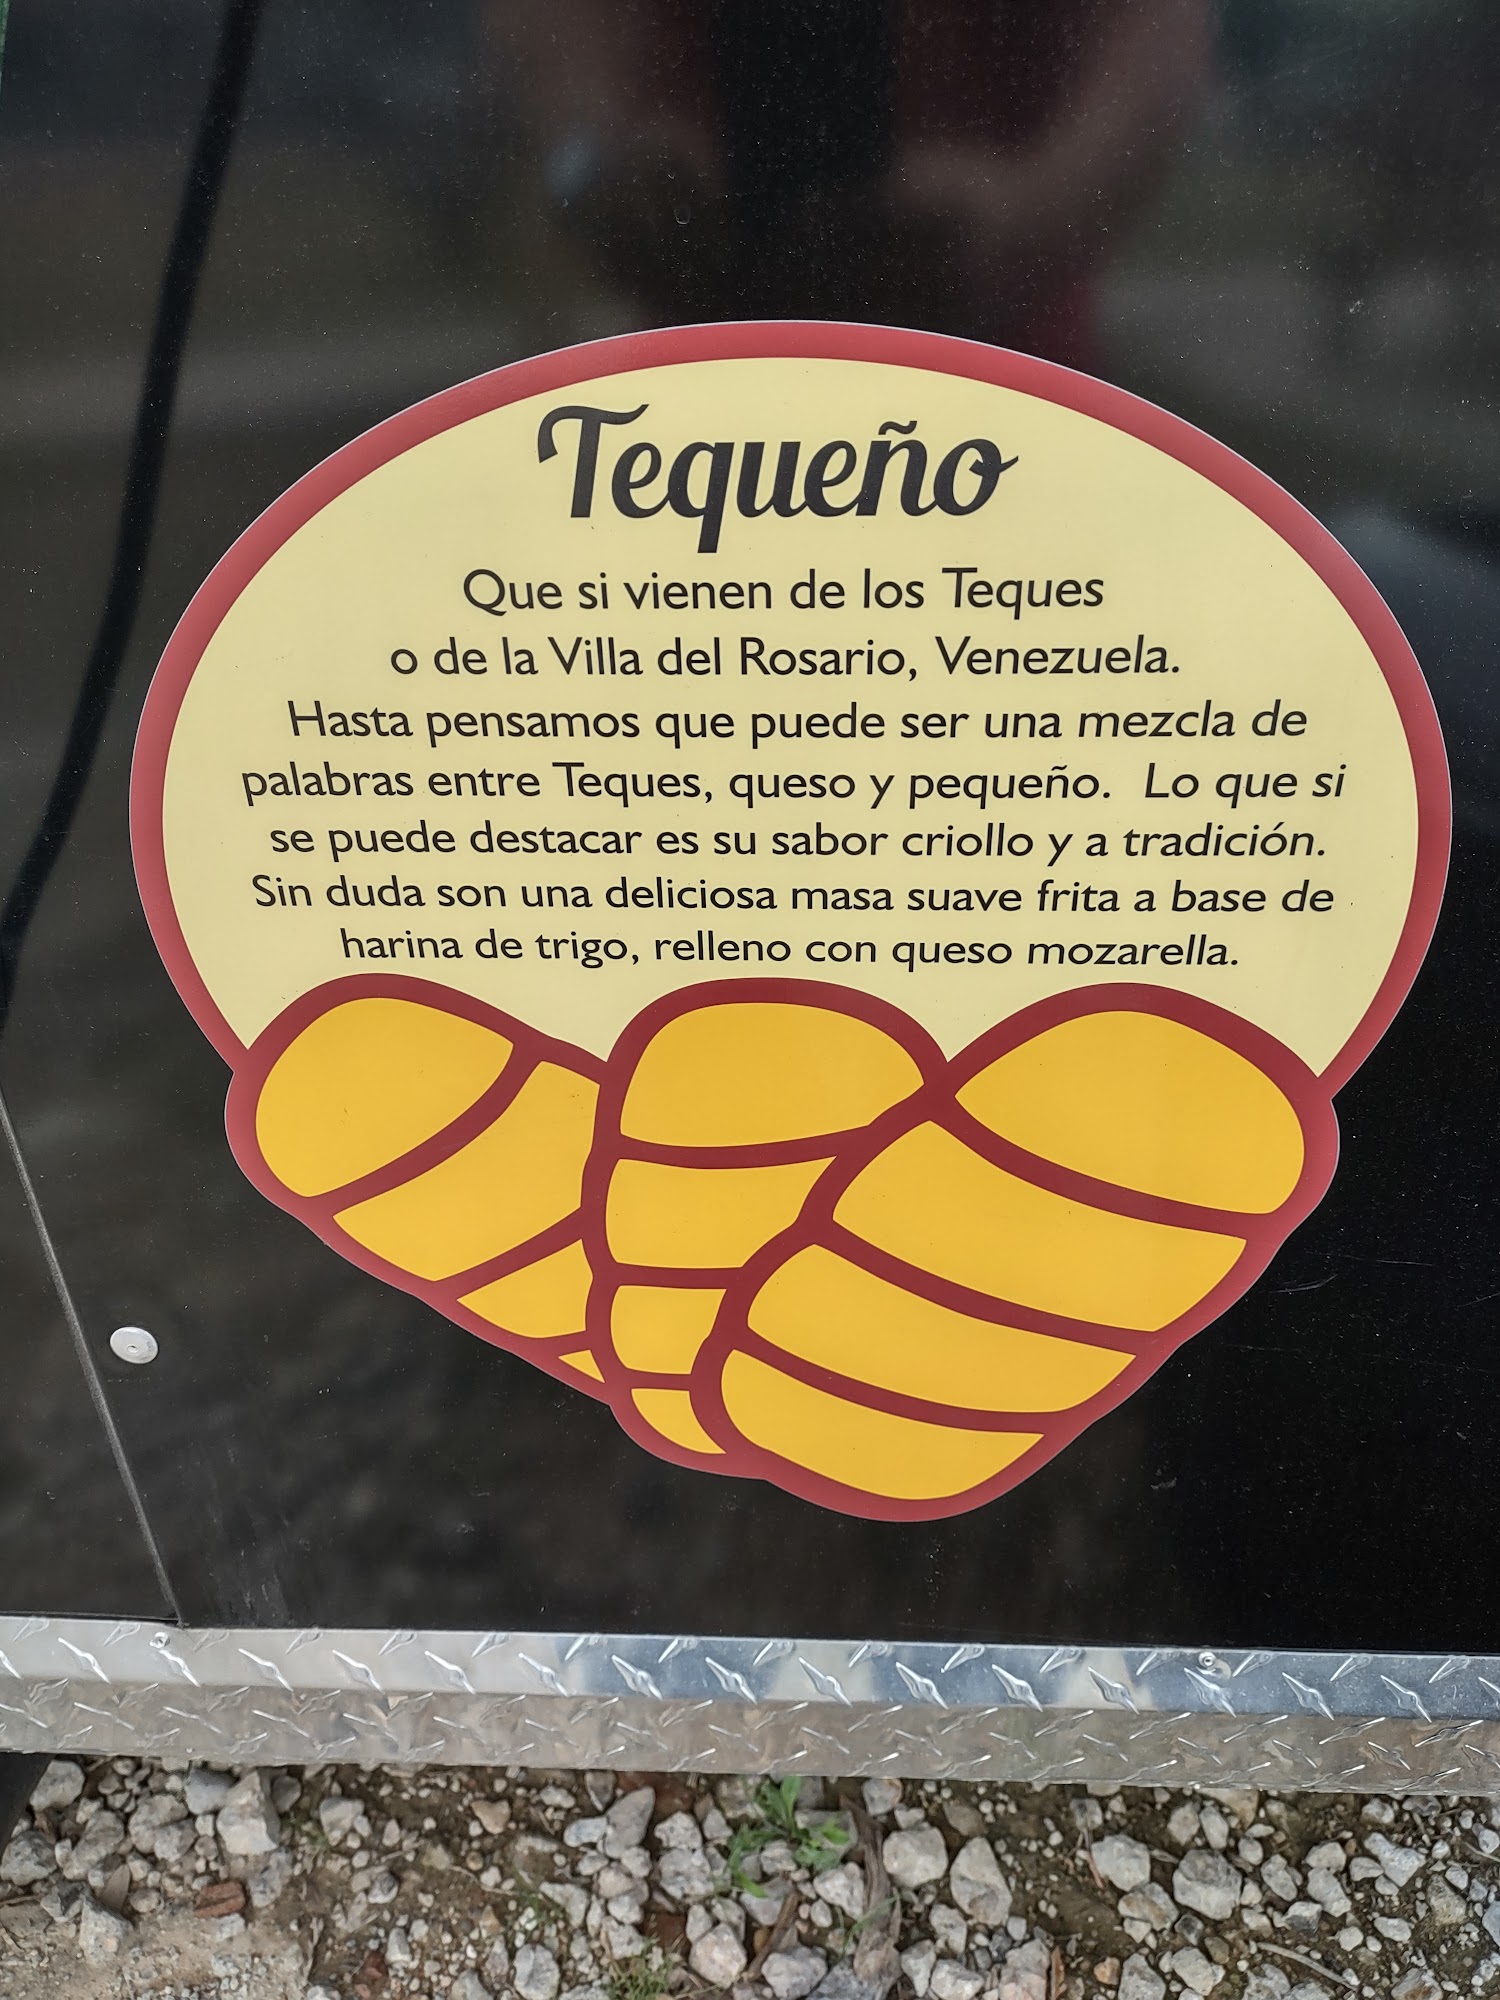 Tequeño
Que si vienen de los Teques
o de la Villa del Rosario, Venezuela.
Hasta pensamos que puede ser una mezcla de
palabras entre Teques, queso y pequeño. Lo que si
se puede destacar es su sabor criollo y a tradición.
Sin duda son una deliciosa masa suave frita a base de
harina de trigo, relleno con queso mozarella.